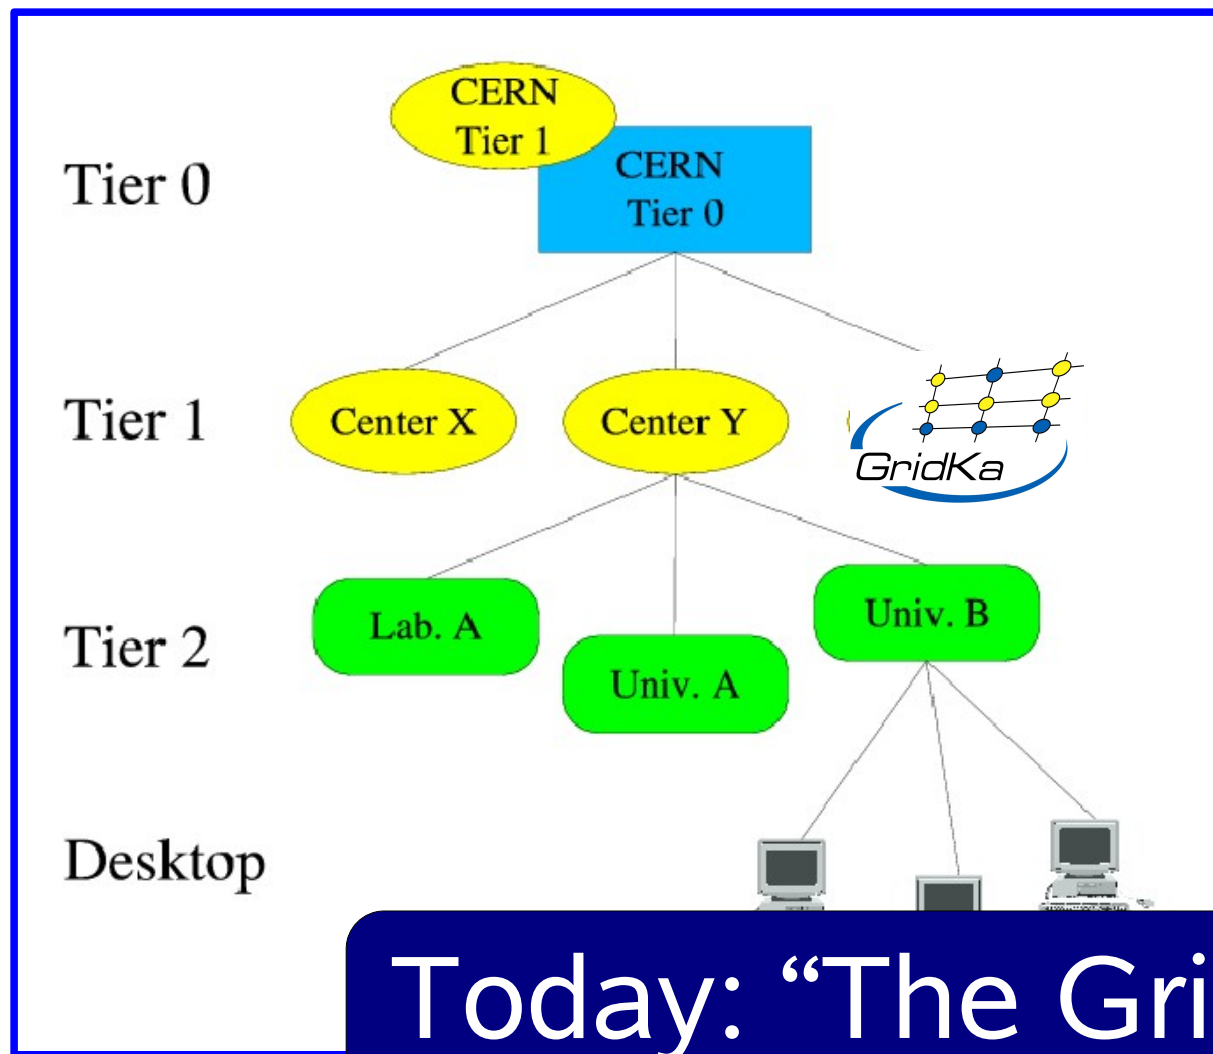 CERN
Tier 1
Tier 0
CERN
Tier 0
Tier 1
Center X
Center Y
GridKa
Tier 2
Lab. A
Univ. A
Univ. B
Desktop
Today: “The Gri